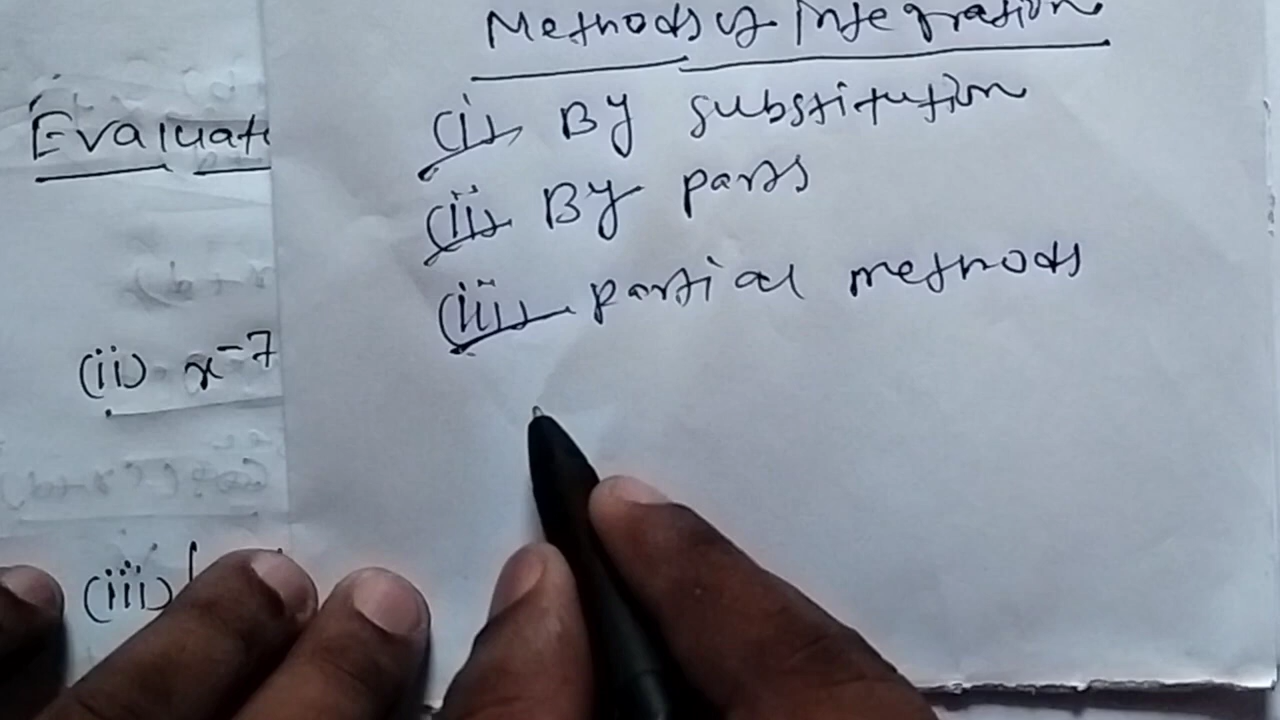 Methods of Integration
(i) By substitution
(ii) By parts
(iii) partial methods
Evaluate
(ii) x⁻⁷
(iii)